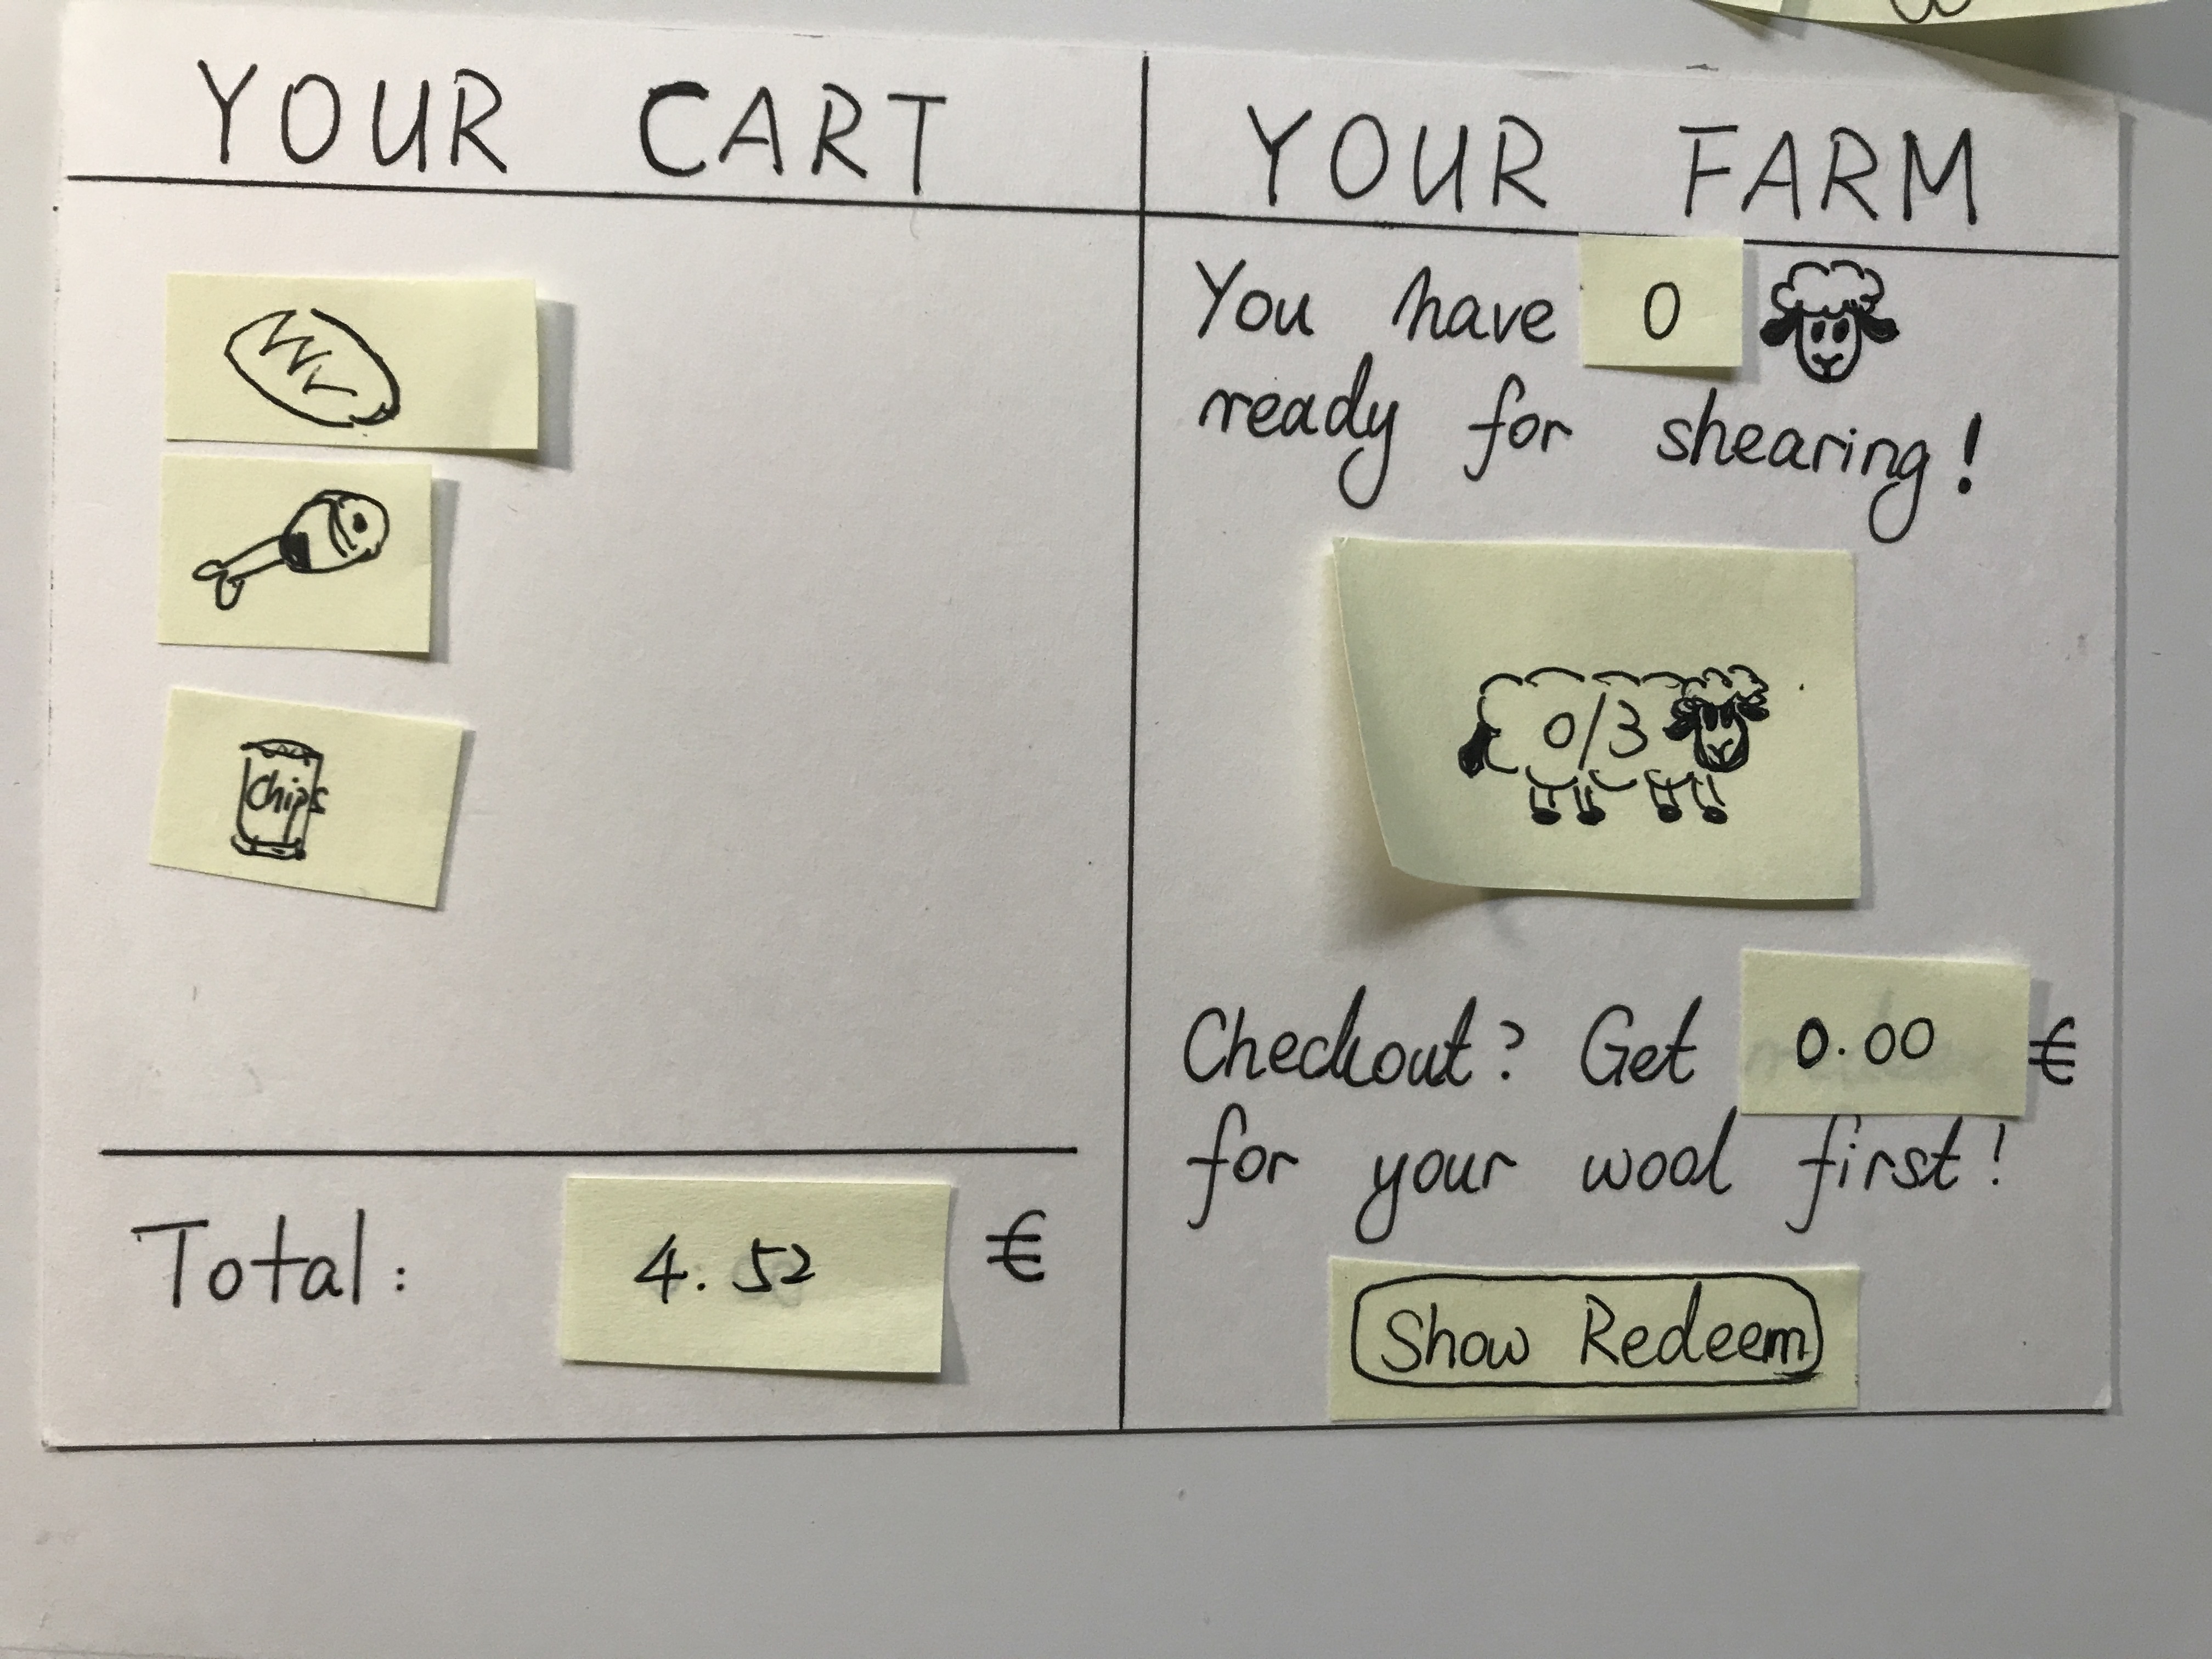 YOUR CART
Chips
Total: 4.52 €
YOUR FARM
You have 0
ready for shearing!
0/3
Checkout? Get 0.00 €
for your wool first!
Show Redeem